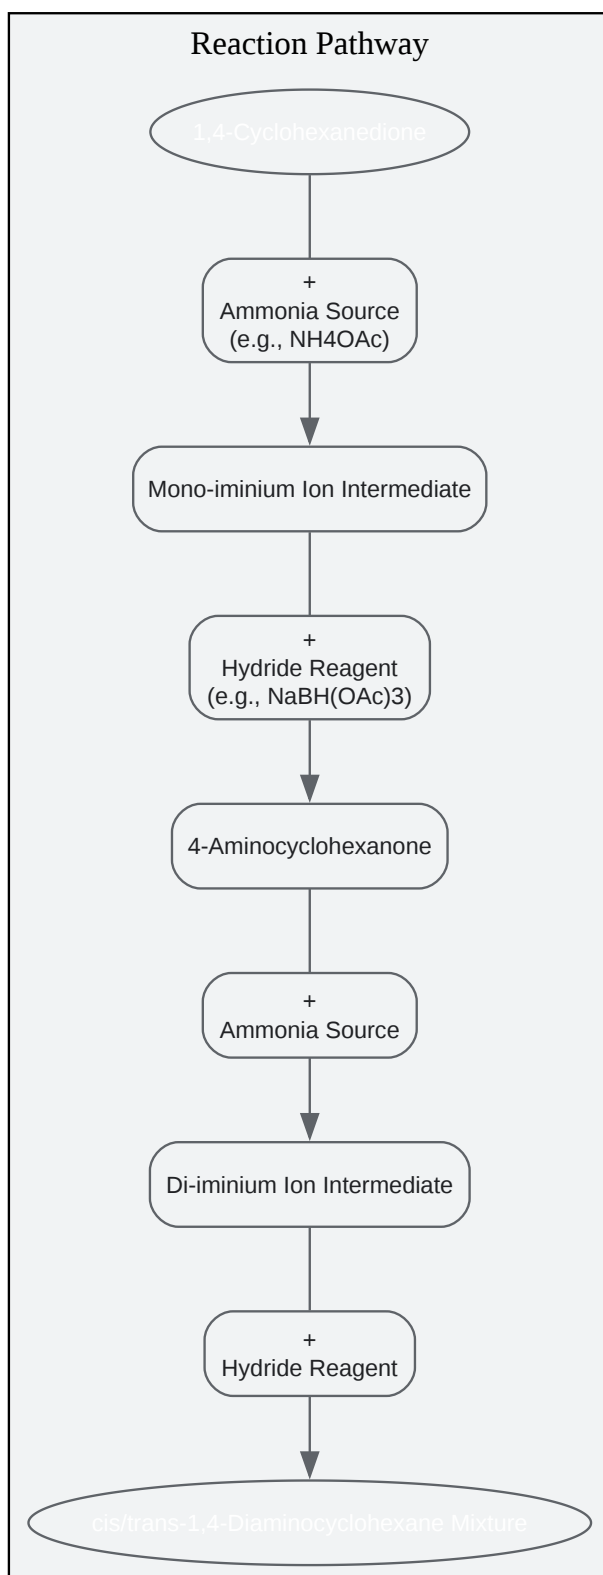 Reaction Pathway
1,4-Cyclohexanedione
+
Ammonia Source
(e.g., NH4OAc)
Mono-iminium Ion Intermediate
+
Hydride Reagent
(e.g., NaBH(OAc)3)
4-Aminocyclohexanone
+
Ammonia Source
Di-iminium Ion Intermediate
+
Hydride Reagent
cis/trans-1,4-Diaminocyclohexane Mixture